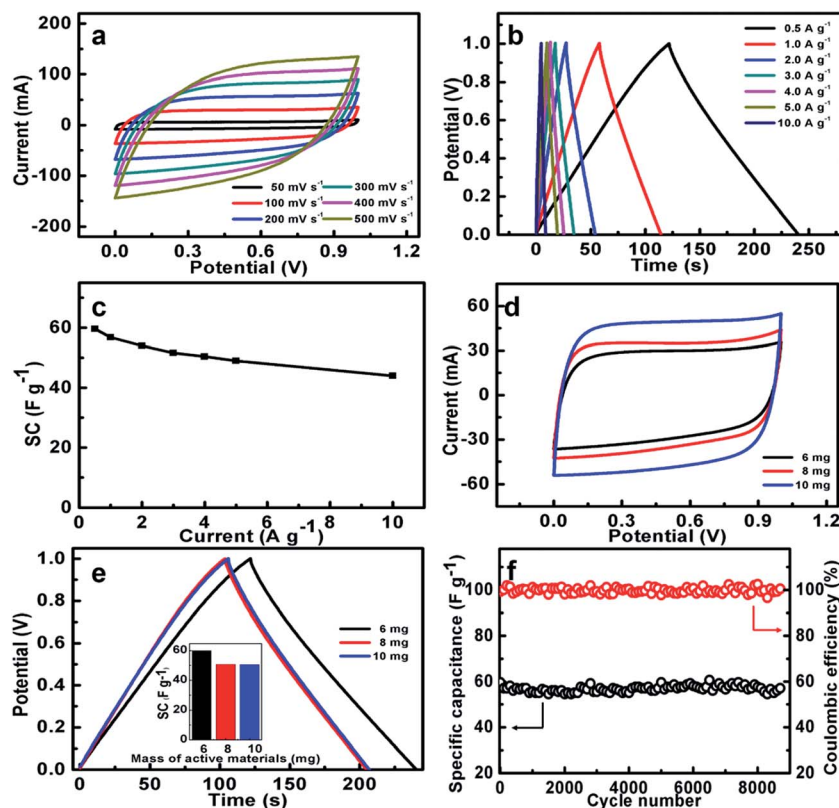 a
Current (mA)
200
100
0
-100
-200
50 mV s⁻¹ 300 mV s⁻¹
100 mV s⁻¹ 400 mV s⁻¹
200 mV s⁻¹ 500 mV s⁻¹
0.0 0.3 0.6 0.9 1.2
Potential (V)
b
Potential (V)
1.2
1.0
0.8
0.6
0.4
0.2
0.0
0.5 A g⁻¹
1.0 A g⁻¹
2.0 A g⁻¹
3.0 A g⁻¹
4.0 A g⁻¹
5.0 A g⁻¹
10.0 A g⁻¹
0 50 100 150 200 250
Time (s)
c
SC (F g⁻¹)
80
60
40
20
0
0 2 4 6 8 10
Current (A g⁻¹)
d
Current (mA)
60
30
0
-30
-60
6 mg
8 mg
10 mg
0.0 0.3 0.6 0.9 1.2
Potential (V)
e
Potential (V)
1.0
0.8
0.6
0.4
0.2
0.0
6 mg
8 mg
10 mg
SC (F g⁻¹)
60
40
20
0
6 8 10
Mass of active materials (mg)
0 50 100 150 200
Time (s)
f
Specific capacitance (F g⁻¹)
120
100
80
60
40
20
Coulombic efficiency (%)
120
100
80
60
40
20
0 2000 4000 6000 8000
Cycle number